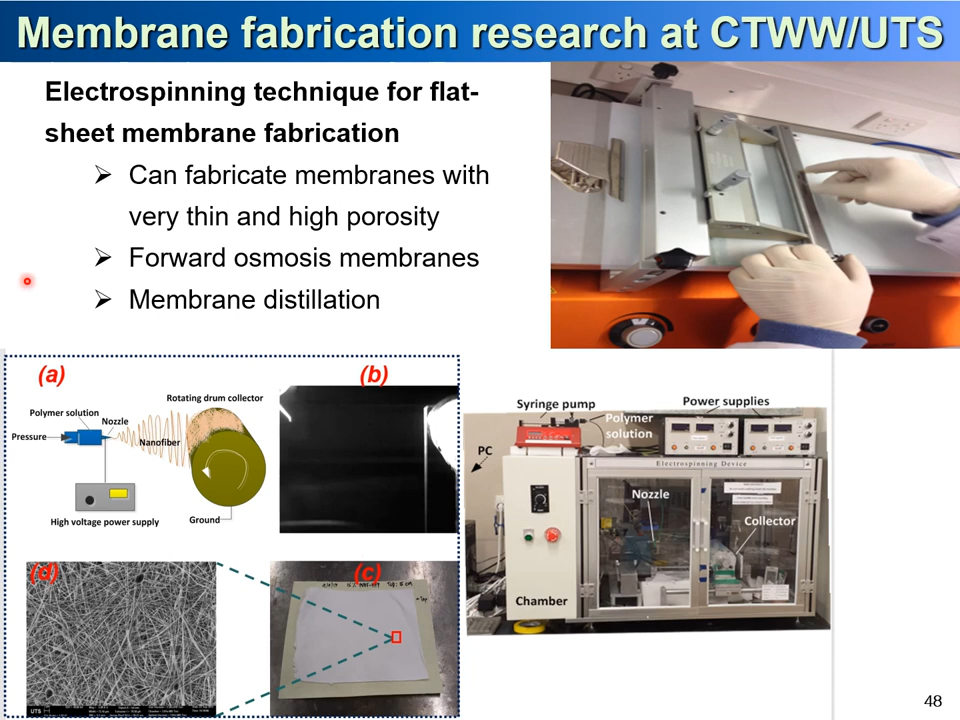 Membrane fabrication research at CTWW/UTS
Electrospinning technique for flat-
sheet membrane fabrication
Can fabricate membranes with
very thin and high porosity
Forward osmosis membranes
Membrane distillation
(a)
(b)
Rotating drum collector
Polymer solution
Nozzle
Pressure
Nanofiber
High voltage power supply
Ground
(d)
(c)
UTS
Syringe pump
Power supplies
Polymer
solution
PC
Electrospinning Device
Nozzle
Collector
Chamber
48